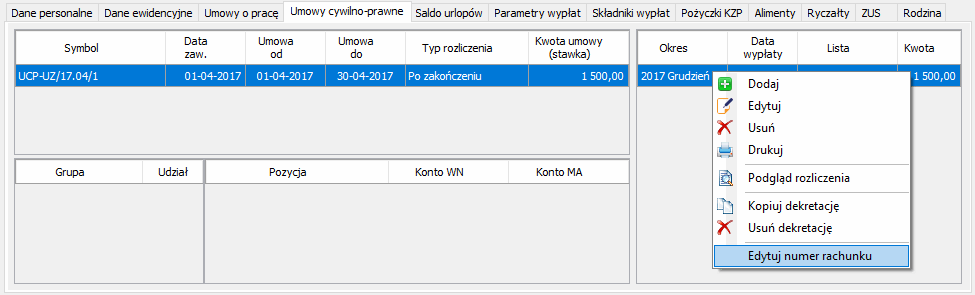 Dane personalne Dane ewidencyjne Umowy o pracę Umowy cywilno-prawne Saldo urlopów Parametry wypłat Składniki wypłat Pożyczki KZP Alimenty Ryczałty ZUS Rodzina
Symbol Data zaw. Umowa od Umowa do Typ rozliczenia Kwota umowy (stawka)
UCP-UZ/17.04/1 01-04-2017 01-04-2017 30-04-2017 Po zakończeniu 1 500,00
Okres Data wypłaty Lista Kwota
2017 Grudzień 1 500,00
Dodaj
Edytuj
Usuń
Drukuj
Podgląd rozliczenia
Kopiuj dekretację
Usuń dekretację
Edytuj numer rachunku
Grupa Udział Pozycja Konto WN Konto MA